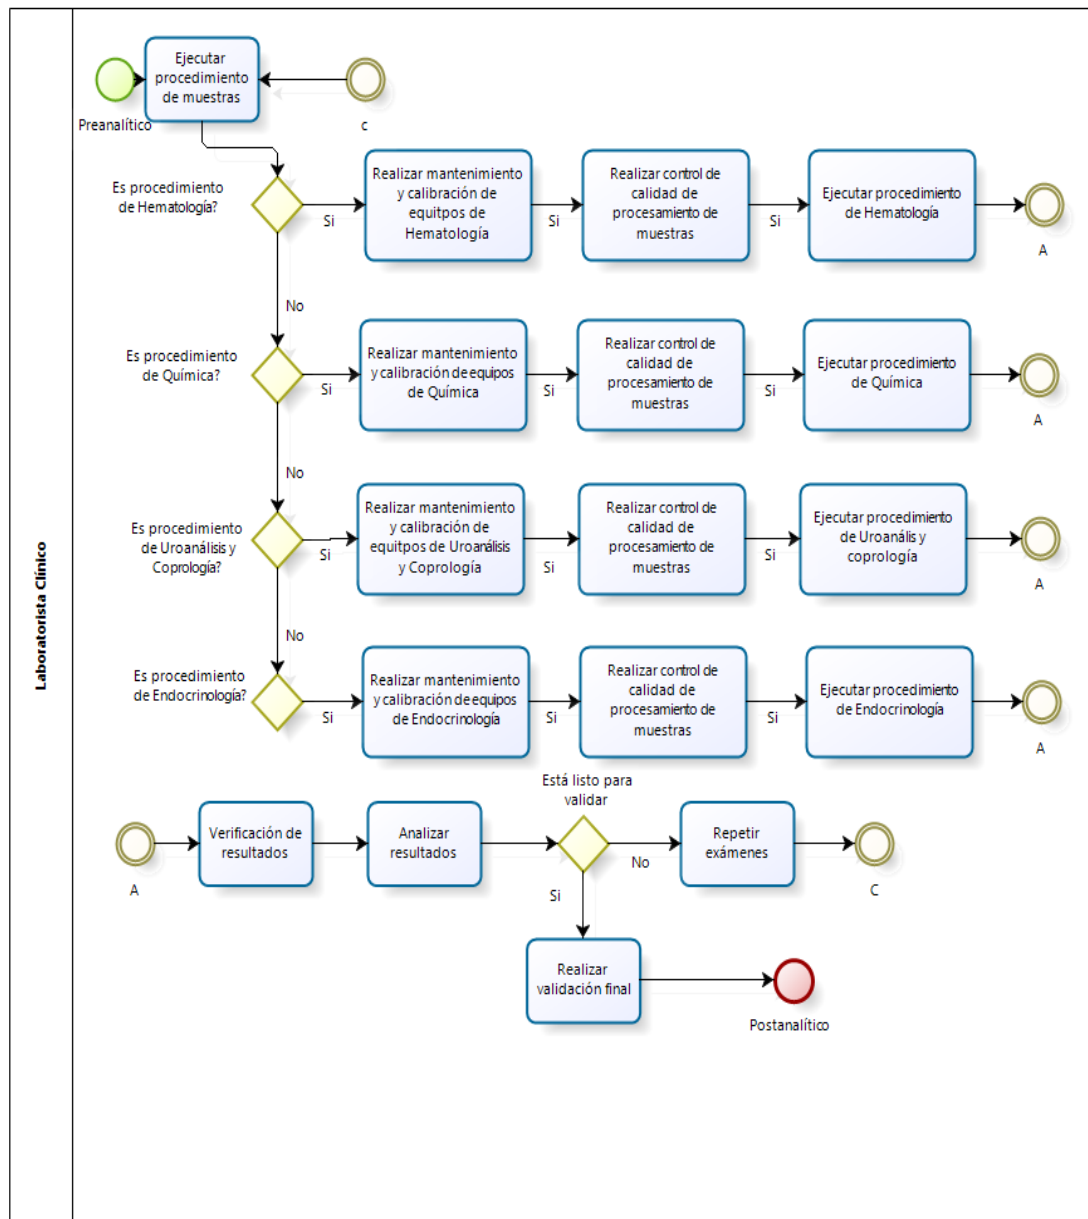 Laboratorista Clínico
Ejecutar
procedimiento
de muestras
Preanalítico
c
Es procedimiento
de Hematología?
Si
Realizar mantenimiento
y calibración de
equitpos de
Hematología
Si
Realizar control de
calidad de
procesamiento de
muestras
Si
Ejecutar procedimiento
de Hematología
A
No
Es procedimiento
de Química?
Si
Realizar mantenimiento
y calibración de equipos
de Química
Si
Realizar control de
calidad de
procesamiento de
muestras
Si
Ejecutar procedimiento
de Química
A
No
Es procedimiento
de Uroanálisis y
Coprología?
Si
Realizar mantenimiento
y calibración de
equitpos de Uroanálisis
y Coprología
Si
Realizar control de
calidad de
procesamiento de
muestras
Si
Ejecutar procedimiento
de Uroanális y
coprología
A
No
Es procedimiento
de Endocrinología?
Si
Realizar mantenimiento
y calibración de equipos
de Endocrinología
Si
Realizar control de
calidad de
procesamiento de
muestras
Si
Ejecutar procedimiento
de Endocrinología
A
Está listo para
validar
A
Verificación de
resultados
Analizar
resultados
No
Repetir
exámenes
C
Si
Realizar
validación final
Postanalítico